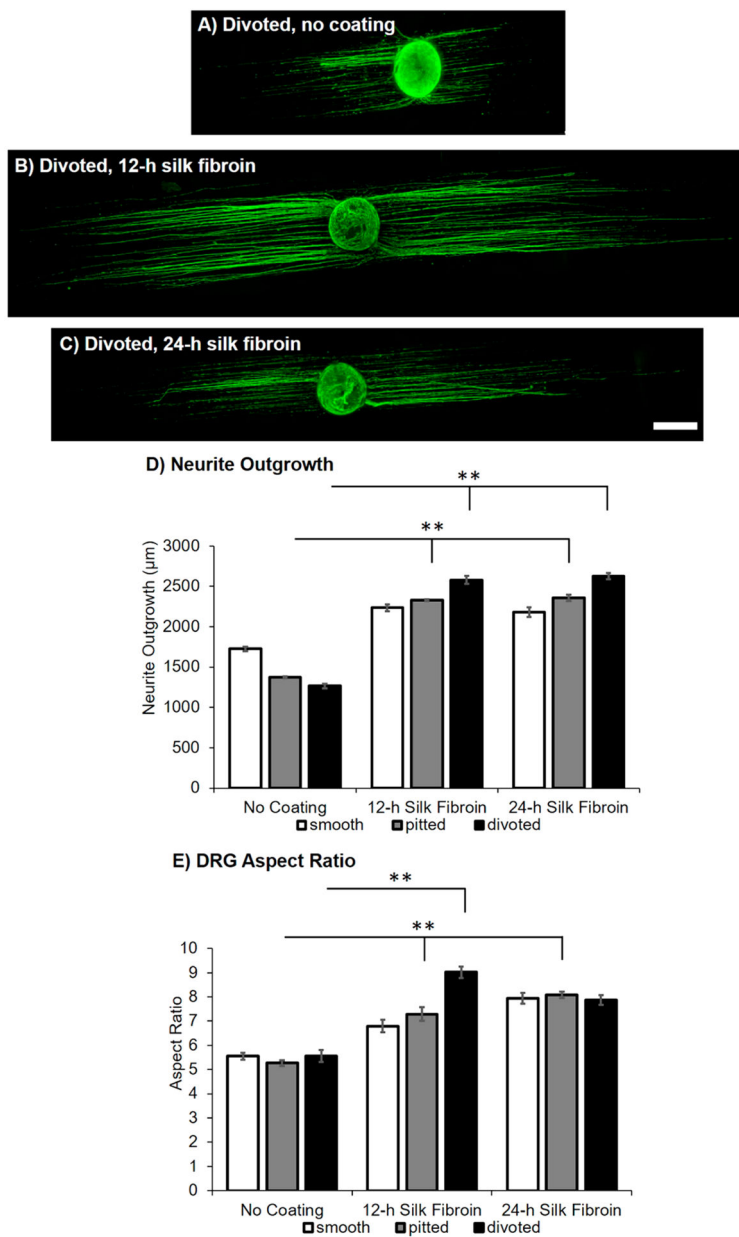 A) Divoted, no coating
B) Divoted, 12-h silk fibroin
C) Divoted, 24-h silk fibroin
D) Neurite Outgrowth
**
**
3000
2500
2000
1500
1000
500
0
Neurite Outgrowth (µm)
No Coating 12-h Silk Fibroin 24-h Silk Fibroin
smooth pitted divoted
E) DRG Aspect Ratio
**
**
10
9
8
7
6
5
4
3
2
1
0
Aspect Ratio
No Coating 12-h Silk Fibroin 24-h Silk Fibroin
smooth pitted divoted